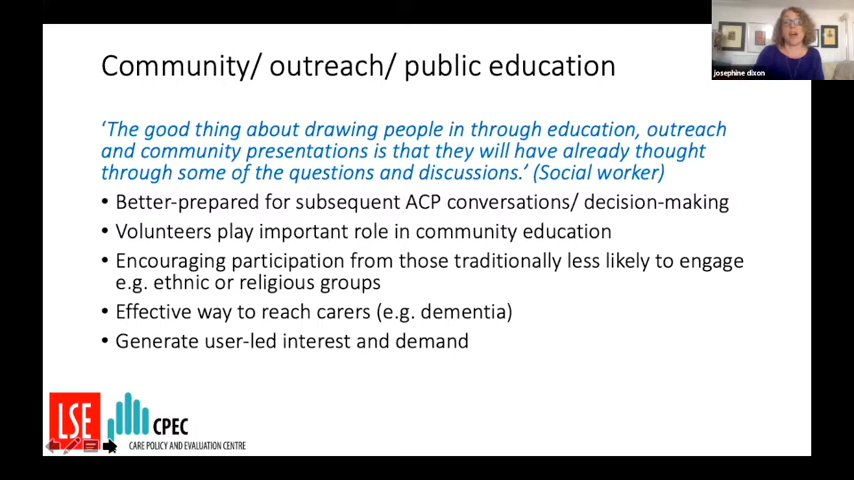 josephine dixon
Community/ outreach/ public education
‘The good thing about drawing people in through education, outreach
and community presentations is that they will have already thought
through some of the questions and discussions.’ (Social worker)
• Better-prepared for subsequent ACP conversations/ decision-making
• Volunteers play important role in community education
• Encouraging participation from those traditionally less likely to engage
e.g. ethnic or religious groups
• Effective way to reach carers (e.g. dementia)
• Generate user-led interest and demand
LSE
CPEC
CARE POLICY AND EVALUATION CENTRE